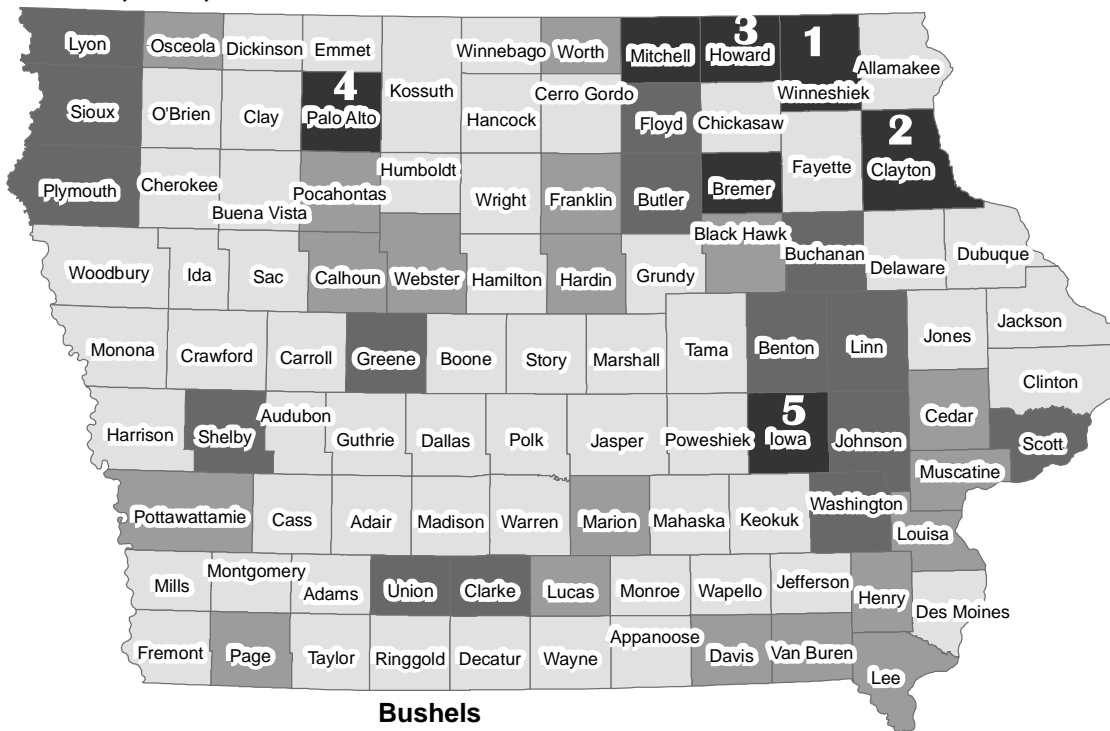 3
1
Lyon Osceola Dickinson Emmet Winnebago Worth Mitchell Howard
Allamakee
4
Kossuth
Winneshiek
Sioux O'Brien Clay Palo Alto Hancock Cerro Gordo Floyd Chickasaw
2
Plymouth Cherokee Buena Vista Pocahontas Humboldt Wright Franklin Butler Bremer Fayette Clayton
Black Hawk
Woodbury Ida Sac Calhoun Webster Hamilton Hardin Grundy Buchanan Delaware Dubuque
Monona Crawford Carroll Greene Boone Story Marshall Tama Benton Linn Jones Jackson
Clinton
5
Harrison Shelby Audubon Guthrie Dallas Polk Jasper Poweshiek Iowa Johnson Cedar Scott
Muscatine
Pottawattamie Cass Adair Madison Warren Marion Mahaska Keokuk Washington Louisa
Mills Montgomery Adams Union Clarke Lucas Monroe Wapello Jefferson Henry Des Moines
Fremont Page Taylor Ringgold Decatur Wayne Appanoose Davis Van Buren Lee
Bushels